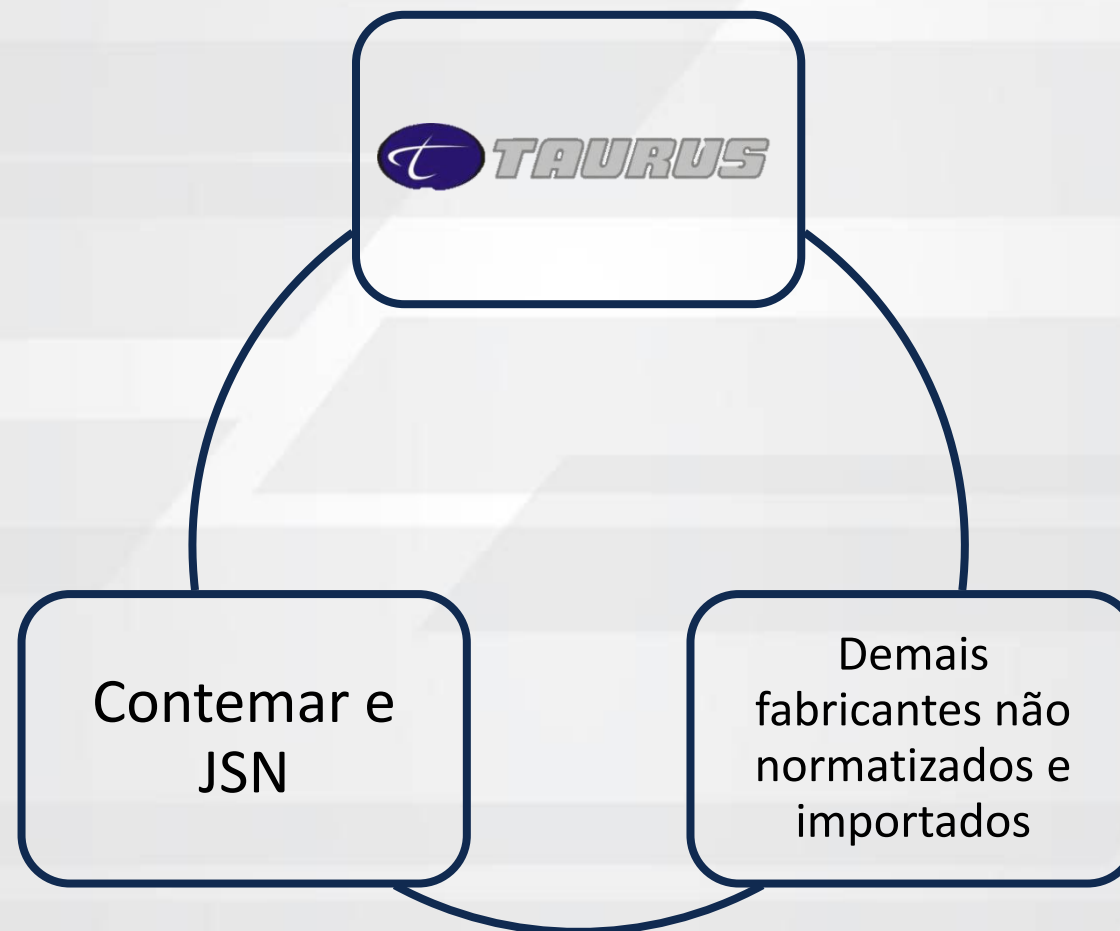 TAURUS
Contemar e
JSN
Demais
fabricantes não
normatizados e
importados